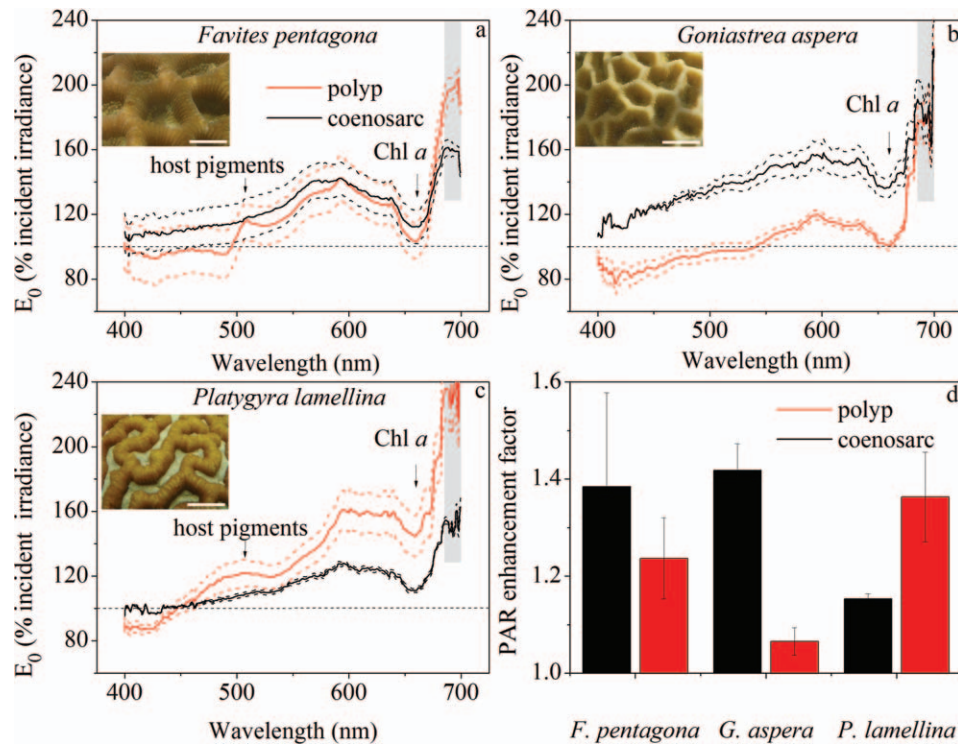 Favites pentagona
a
240
200
160
120
80
E0 (% incident irradiance)
polyp
coenosarc
host pigments
Chl a
400
500
600
700
Wavelength (nm)
Goniastrea aspera
b
240
200
160
120
80
E0 (% incident irradiance)
Chl a
400
500
600
700
Wavelength (nm)
Platygyra lamellina
c
240
200
160
120
80
E0 (% incident irradiance)
Chl a
host pigments
400
500
600
700
Wavelength (nm)
d
1.6
1.4
1.2
1.0
PAR enhancement factor
polyp
coenosarc
F. pentagona
G. aspera
P. lamellina